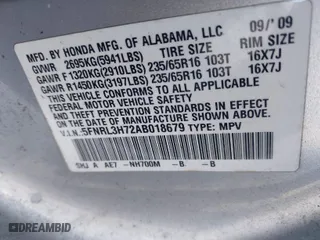 MFD. BY HONDA MFG. OF ALABAMA, LLC 09/' 09
GVWR 2695KG(5941LBS) TIRE SIZE RIM SIZE
GAWR F 1320KG(2910LBS) 235/65R16 103T 16X7J
GAWR R 1450KG(3197LBS) 235/65R16 103T 16X7J
THIS VEHICLE CONFORMS TO ALL APPLICABLE FEDERAL MOTOR VEHICLE
SAFETY, BUMPER, AND THEFT PREVENTION STANDARDS IN EFFECT
ON THE DATE OF MANUFACTURE SHOWN ABOVE.
V.I.N.:5FNRL3H72AB018679 TYPE: MPV
A AE7 -NH700M -B -B
DREAMBID